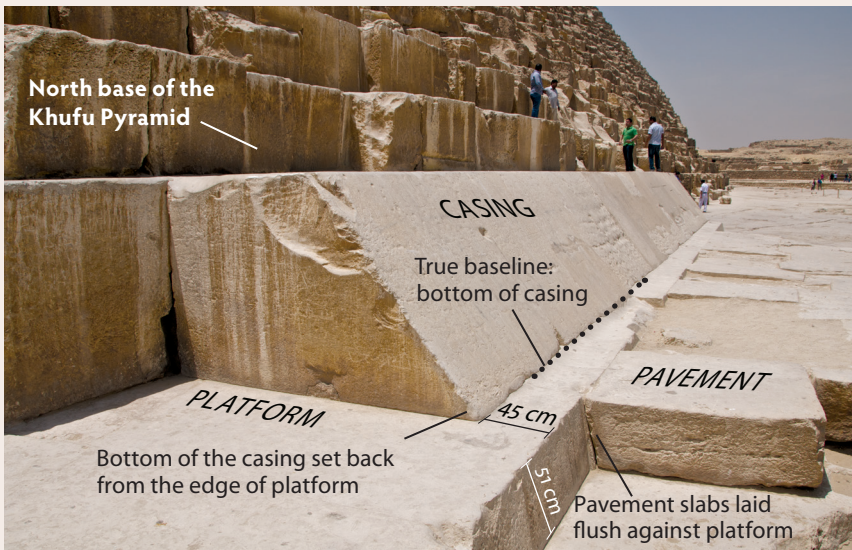 North base of the
Khufu Pyramid
CASING
True baseline:
bottom of casing
PAVEMENT
PLATFORM
45 cm
Bottom of the casing set back
from the edge of platform
51 cm
Pavement slabs laid
flush against platform